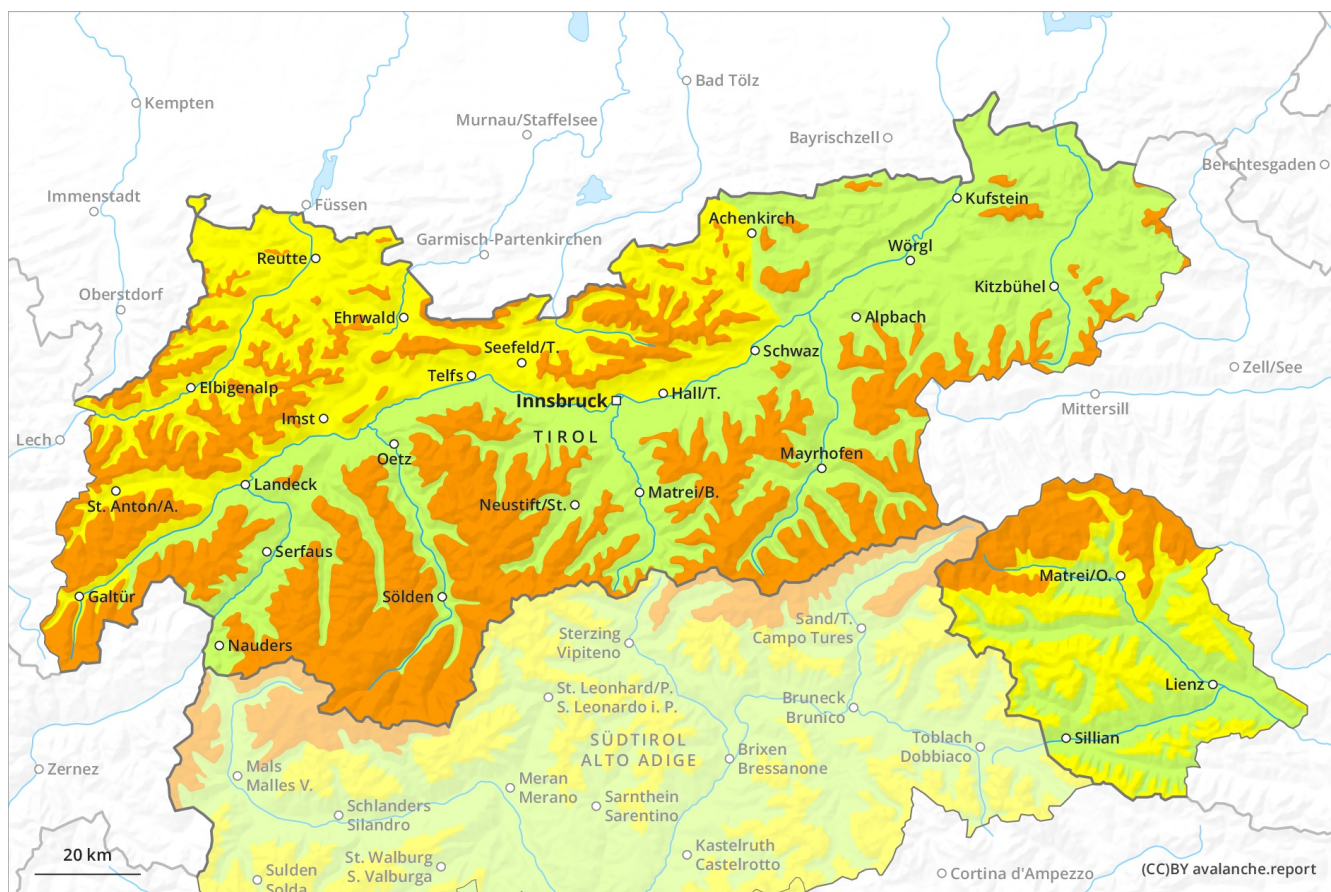 Bad Tölz
Kempten
Murnau/Staffelsee
Bayrischzell
Berchtesgaden
Immenstadt
Füssen
Kufstein
Achenkirch
Garmisch-Partenkirchen
Wörgl
Reutte
Kitzbühel
Oberstdorf
Ehrwald
Alpbach
Seefeld/T.
Schwaz
Zell/See
Telfs
Elbigenalp
Hall/T.
Innsbruck
Mittersill
Imst
Lech
TIROL
Oetz
Mayrhofen
Landeck
Matrei/B.
St. Anton/A.
Neustift/St.
Serfaus
Matrei/O.
Galtür
Sölden
Sand/T.
Campo Tures
Sterzing
Vipiteno
Nauders
Lienz
St. Leonhard/P.
S. Leonardo i. P.
Bruneck
Brunico
Sillian
SÜDTIROL
ALTO ADIGE
Toblach
Dobbiaco
Brixen
Bressanone
Zernez
Mals
Malles V.
Meran
Merano
Sarnthein
Sarentino
Schlanders
Silandro
20 km
Kastelruth
Castelrotto
St. Walburg
S. Valburga
Sulden
Solda
Cortina d'Ampezzo
(CC)BY avalanche.report